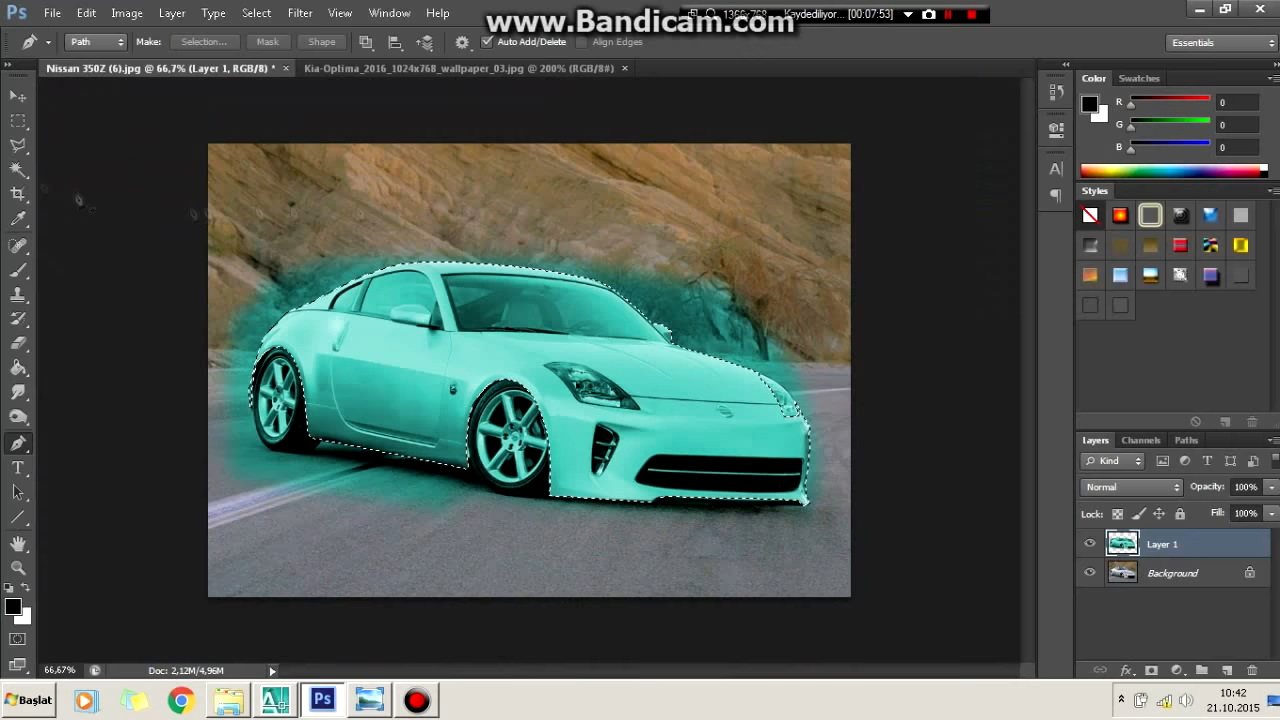 www.Bandicam.com
1366x768 Kaydediliyor... [00:07:53]
Ps File Edit Image Layer Type Select Filter View Window Help
Path Make: Selection... Mask Shape Auto Add/Delete Align Edges Essentials
Nissan 350Z (6).jpg @ 66,7% (Layer 1, RGB/8) * × Kia-Optima_2016_1024x768_wallpaper_03.jpg @ 200% (RGB/8#) ×
Color Swatches
R 0
G 0
B 0
Styles
Layers Channels Paths
Kind
Normal Opacity: 100%
Lock: Fill: 100%
Layer 1
Background
66.67% Doc: 2,12M/4,96M
Başlat Ps 10:42
21.10.2015